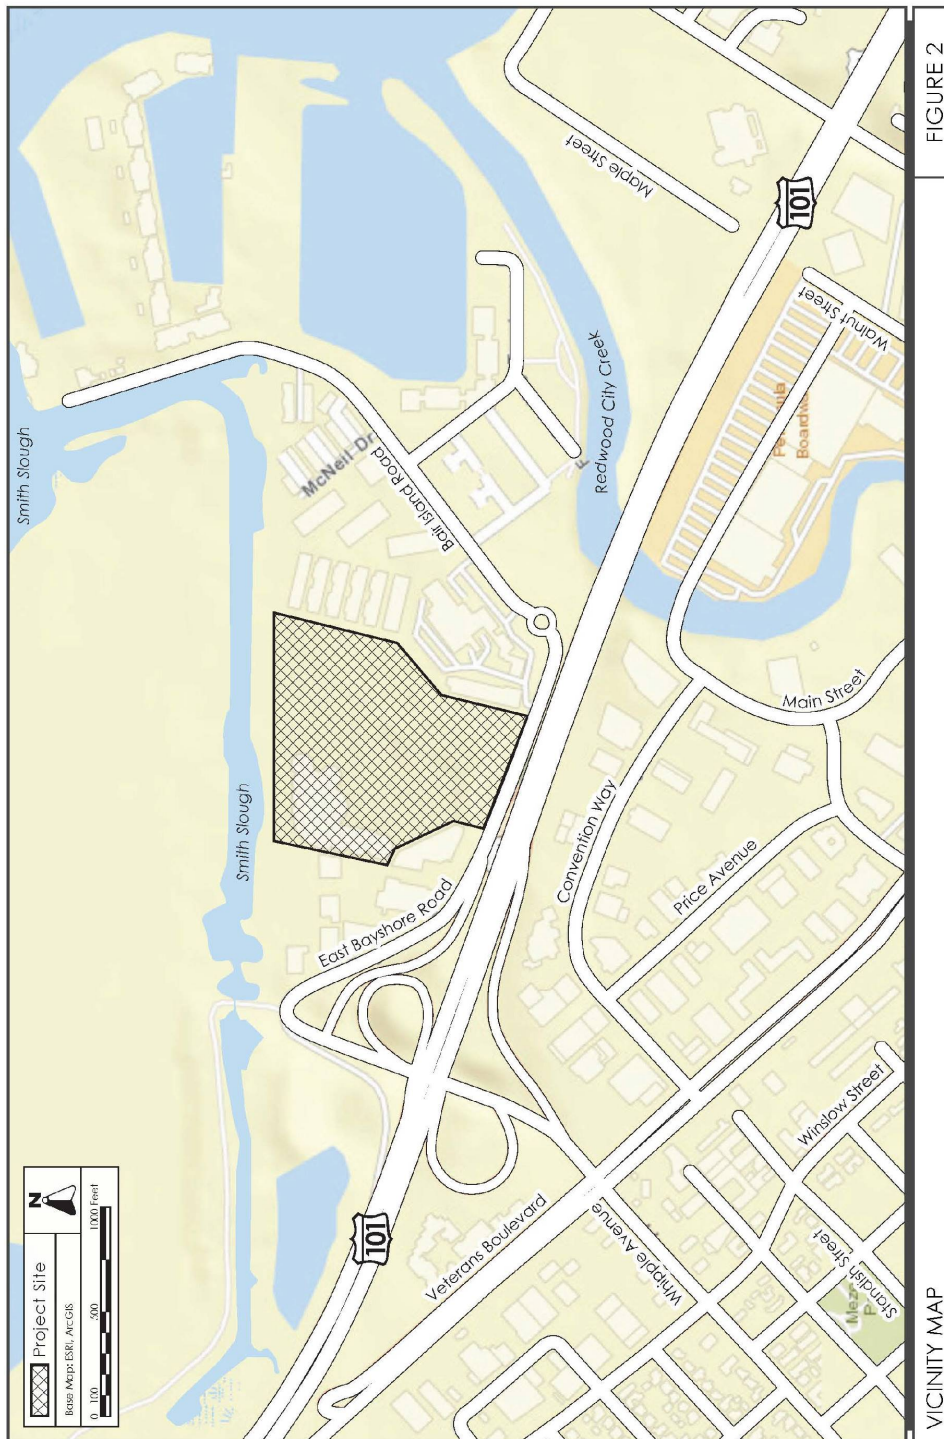 Project Site
N
Base Map: ESRI, ArcGIS
0 100 500 1000 Feet
Smith Slough
Smith Slough
McNeil Dr
Bair Island Road
Maple Street
Redwood City Creek
East Bayshore Road
101
101
Walnut Street
Convention Way
Main Street
Price Avenue
Veterans Boulevard
Whipple Avenue
Winslow Street
Standish Street
VICINITY MAP
FIGURE 2